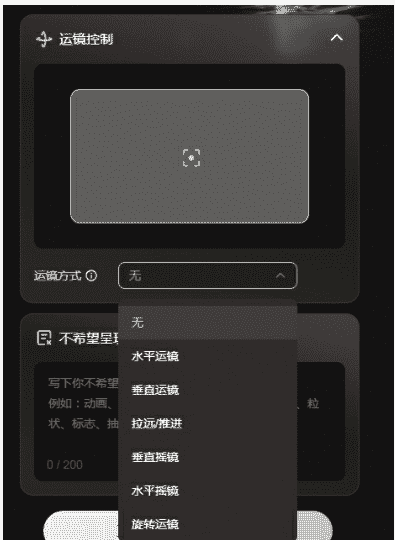 运镜控制
运镜方式
无
无
水平运镜
垂直运镜
拉远/推进
垂直摇镜
水平摇镜
旋转运镜
不希望呈现
写下你不希望
例如：动画、
、粒
状、标志、抽
0 / 200